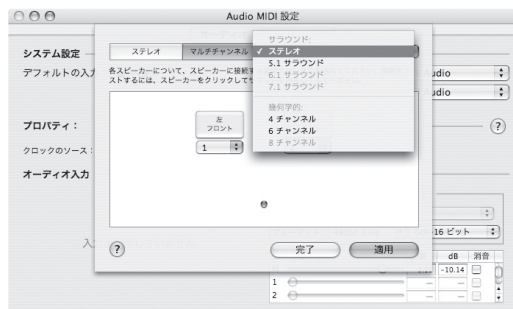 Audio MIDI 設定
システム設定
デフォルトの入力
udio
udio
ステレオ
マルチチャンネル
各スピーカーについて、スピーカーに接続す
ストするには、スピーカーをクリックして
サラウンド:
✓ ステレオ
5.1 サラウンド
6.1 サラウンド
7.1 サラウンド
幾何学的:
4 チャンネル
6 チャンネル
8 チャンネル
左
フロント
1
プロパティ：
?
クロックのソース：
オーディオ入力
16 ビット
?
完了
適用
dB
消音
-10.14
1
2